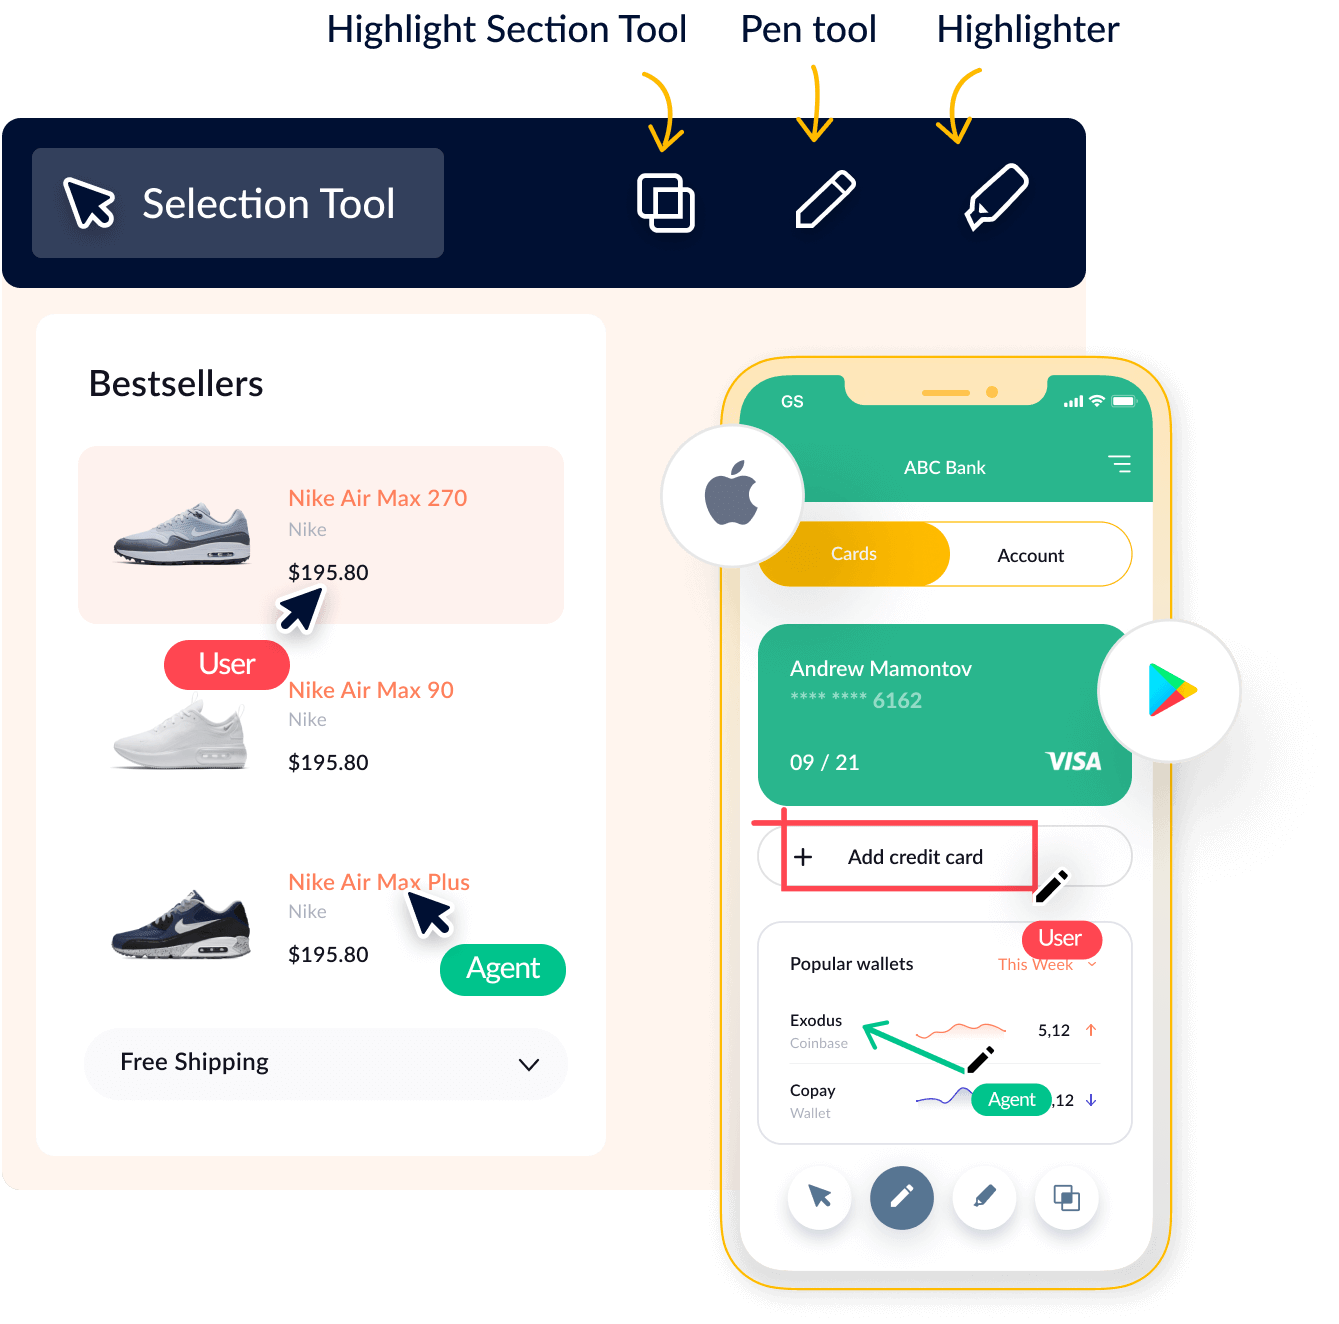 Highlight Section Tool
Pen tool
Highlighter
Selection Tool
Bestsellers
Nike Air Max 270
Nike
$195.80
User
Nike Air Max 90
Nike
$195.80
Nike Air Max Plus
Nike
$195.80
Agent
Free Shipping
GS
ABC Bank
Cards
Account
Andrew Mamontov
**** **** 6162
09 / 21
VISA
+ Add credit card
User
Popular wallets
This Week
Exodus
5,12
Coinbase
Copay
Agent
,12
Wallet